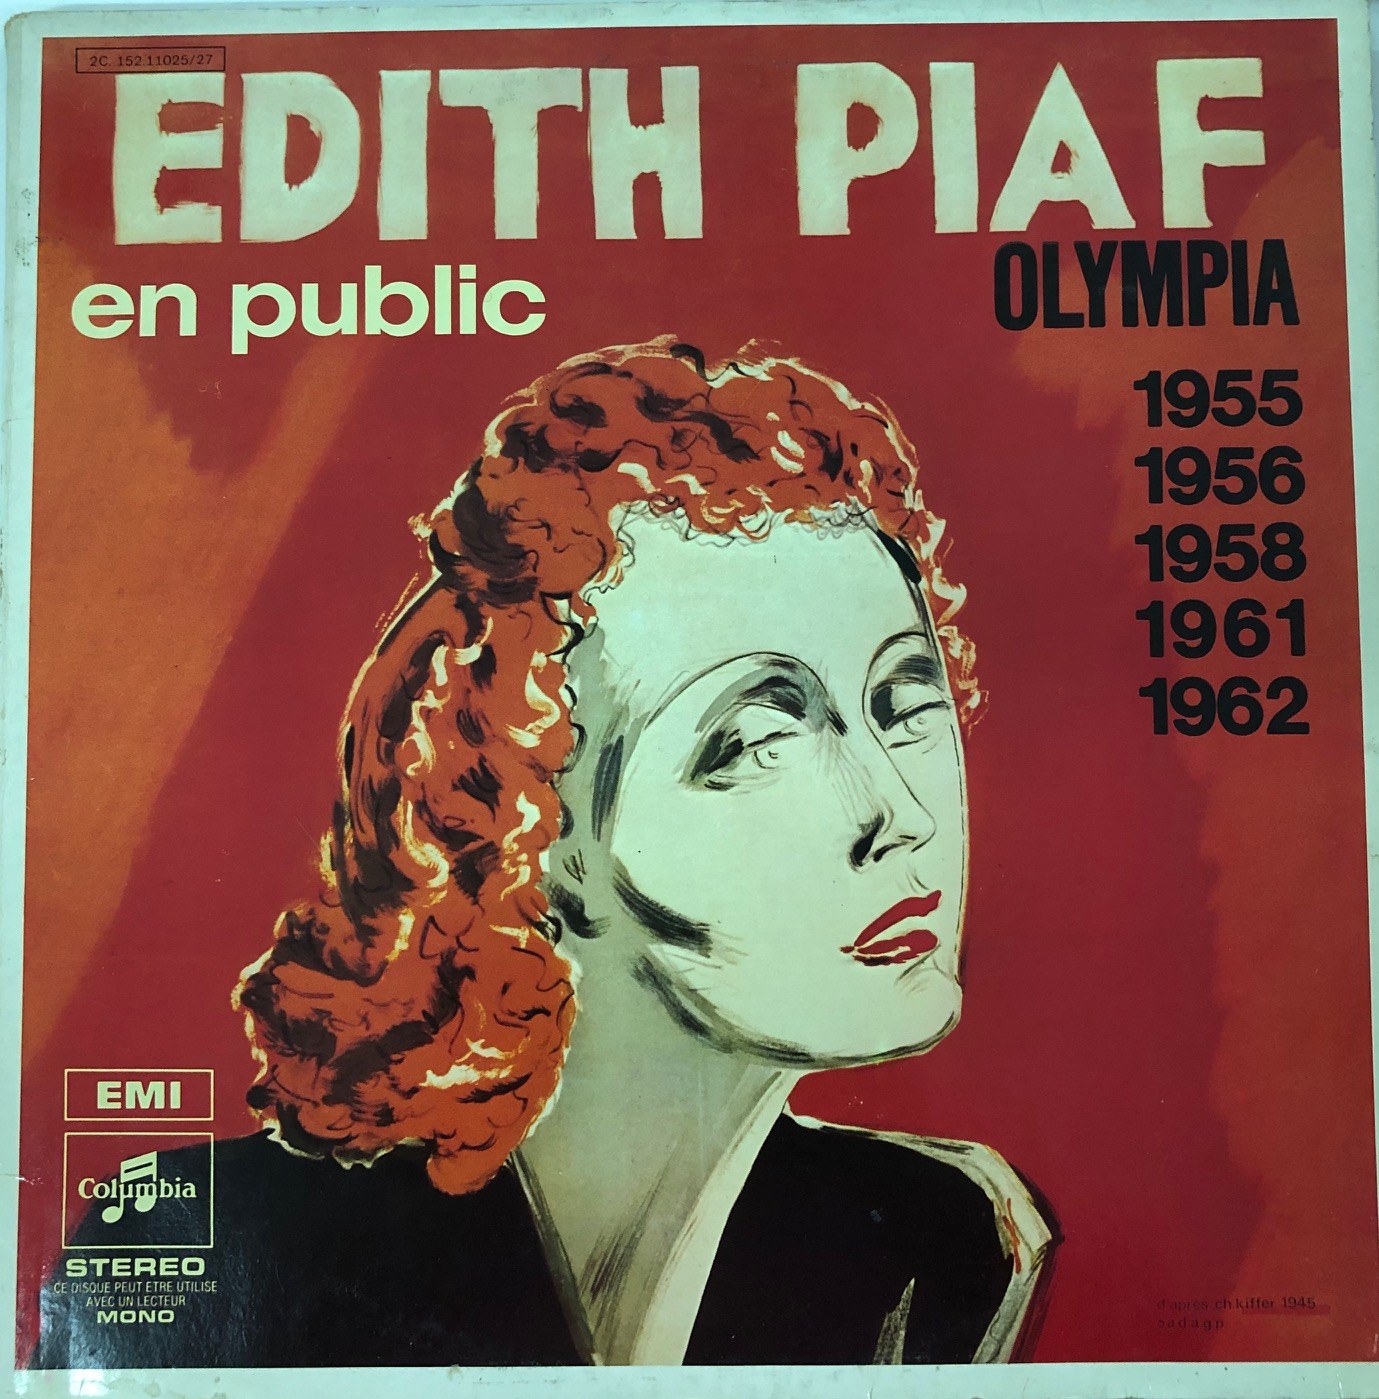 2C. 152.11025/27
EDITH PIAF
en public
OLYMPIA
1955
1956
1958
1961
1962
EMI
Columbia
STEREO
CE DISQUE PEUT ETRE UTILISE
AVEC UN LECTEUR
MONO
d'après ch.kiffer 1945
s.a.d.a.g.p.